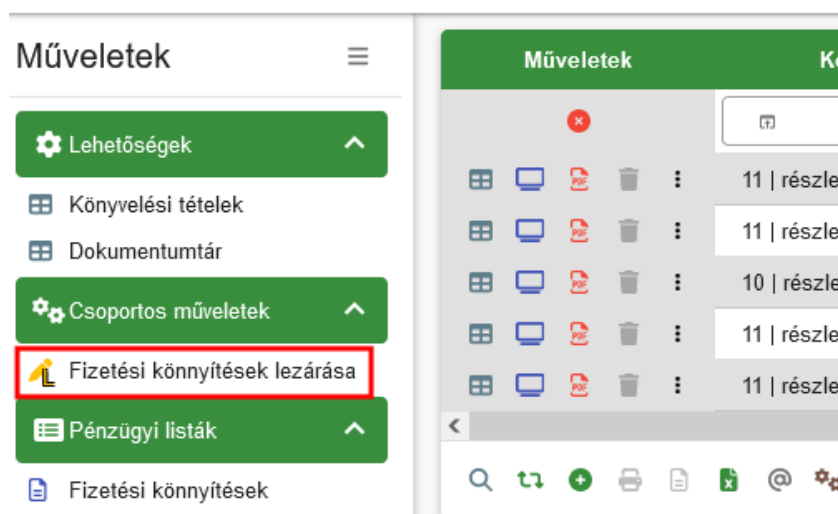 Műveletek
Lehetőségek
Könyvelési tételek
Dokumentumtár
Csoportos műveletek
Fizetési könnyítések lezárása
Pénzügyi listák
Fizetési könnyítések
Műveletek
11 | részle
11 | részle
10 | részle
11 | részle
11 | részle